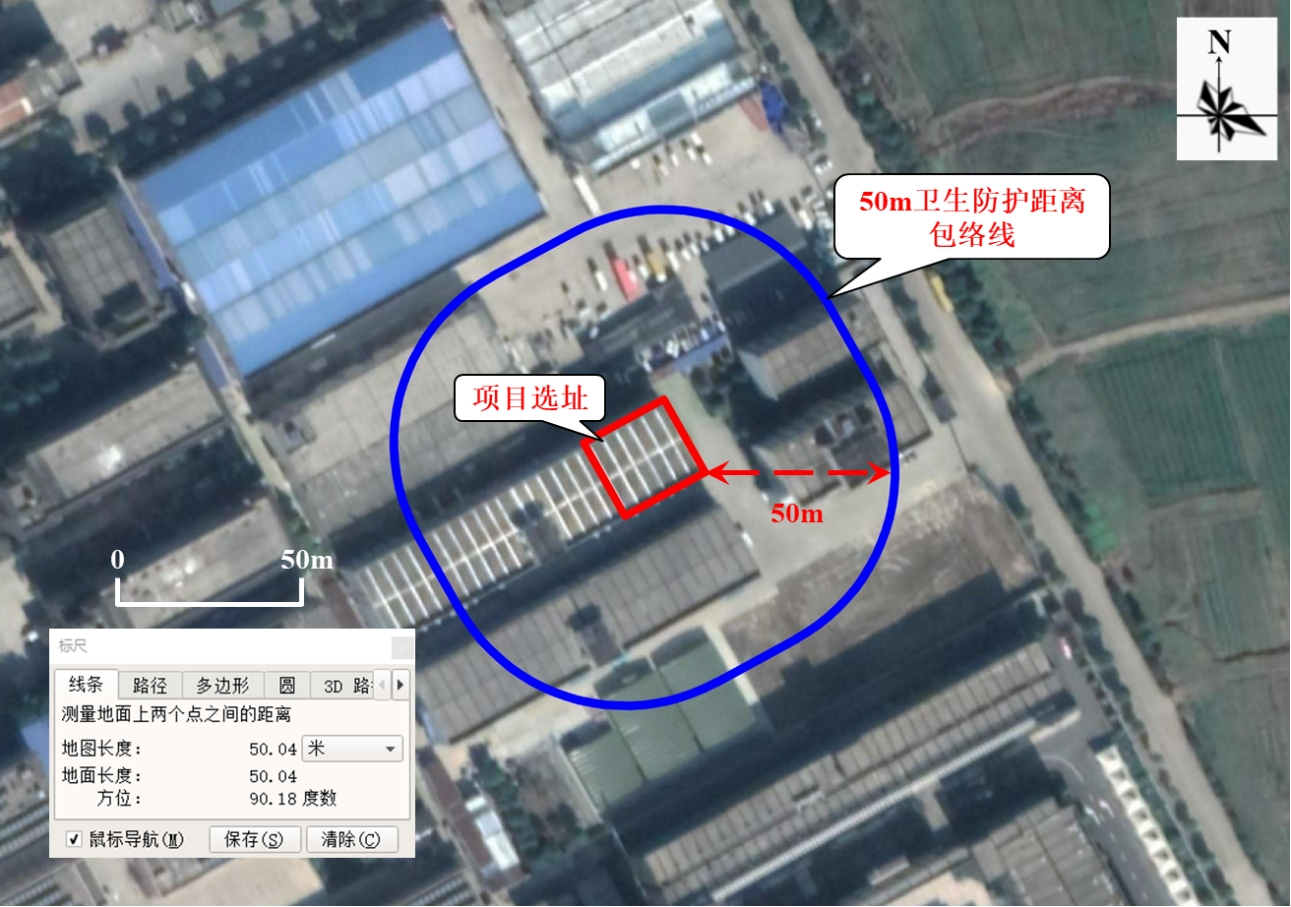 N
50m卫生防护距离
包络线
项目选址
50m
0 50m
标尺
线条 路径 多边形 圆 3D 路
测量地面上两个点之间的距离
地图长度： 50.04 米
地面长度： 50.04
方位： 90.18 度数
鼠标导航(M) 保存(S) 清除(C)